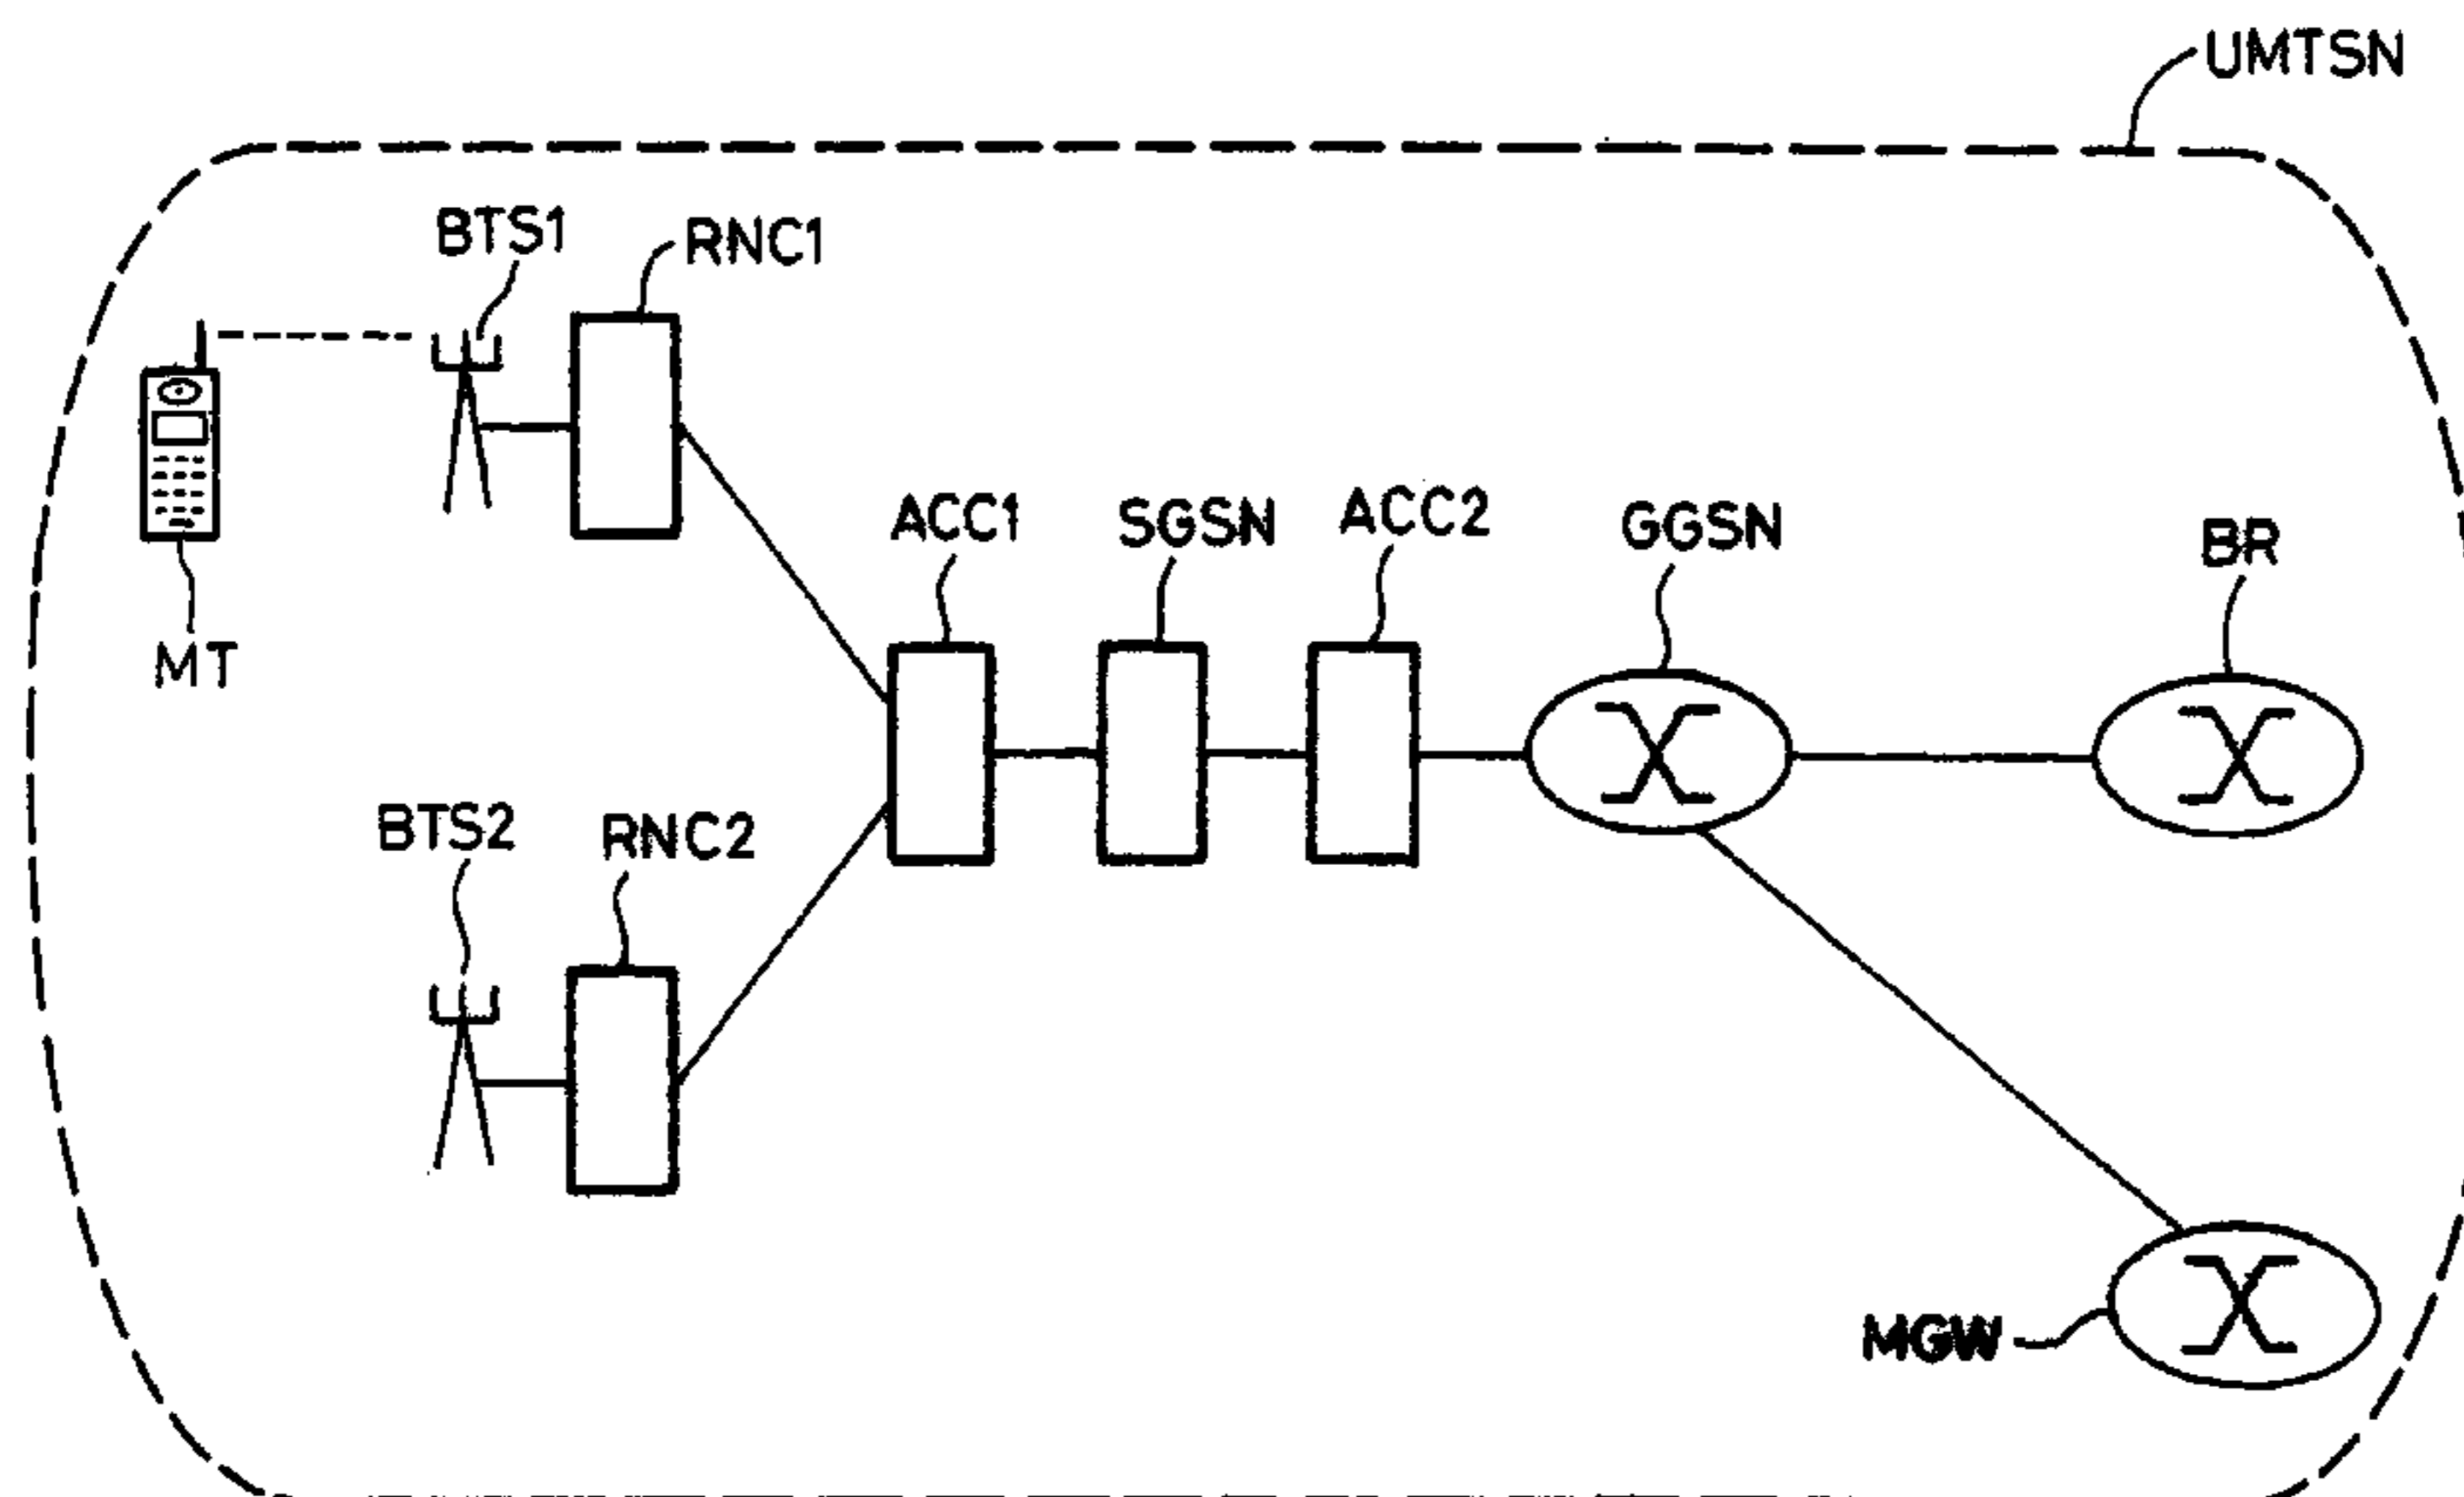 UMTSN
BTS1
RNC1
MT
ACC1
SGSN
ACC2
GGSN
BR
BTS2
RNC2
MGW